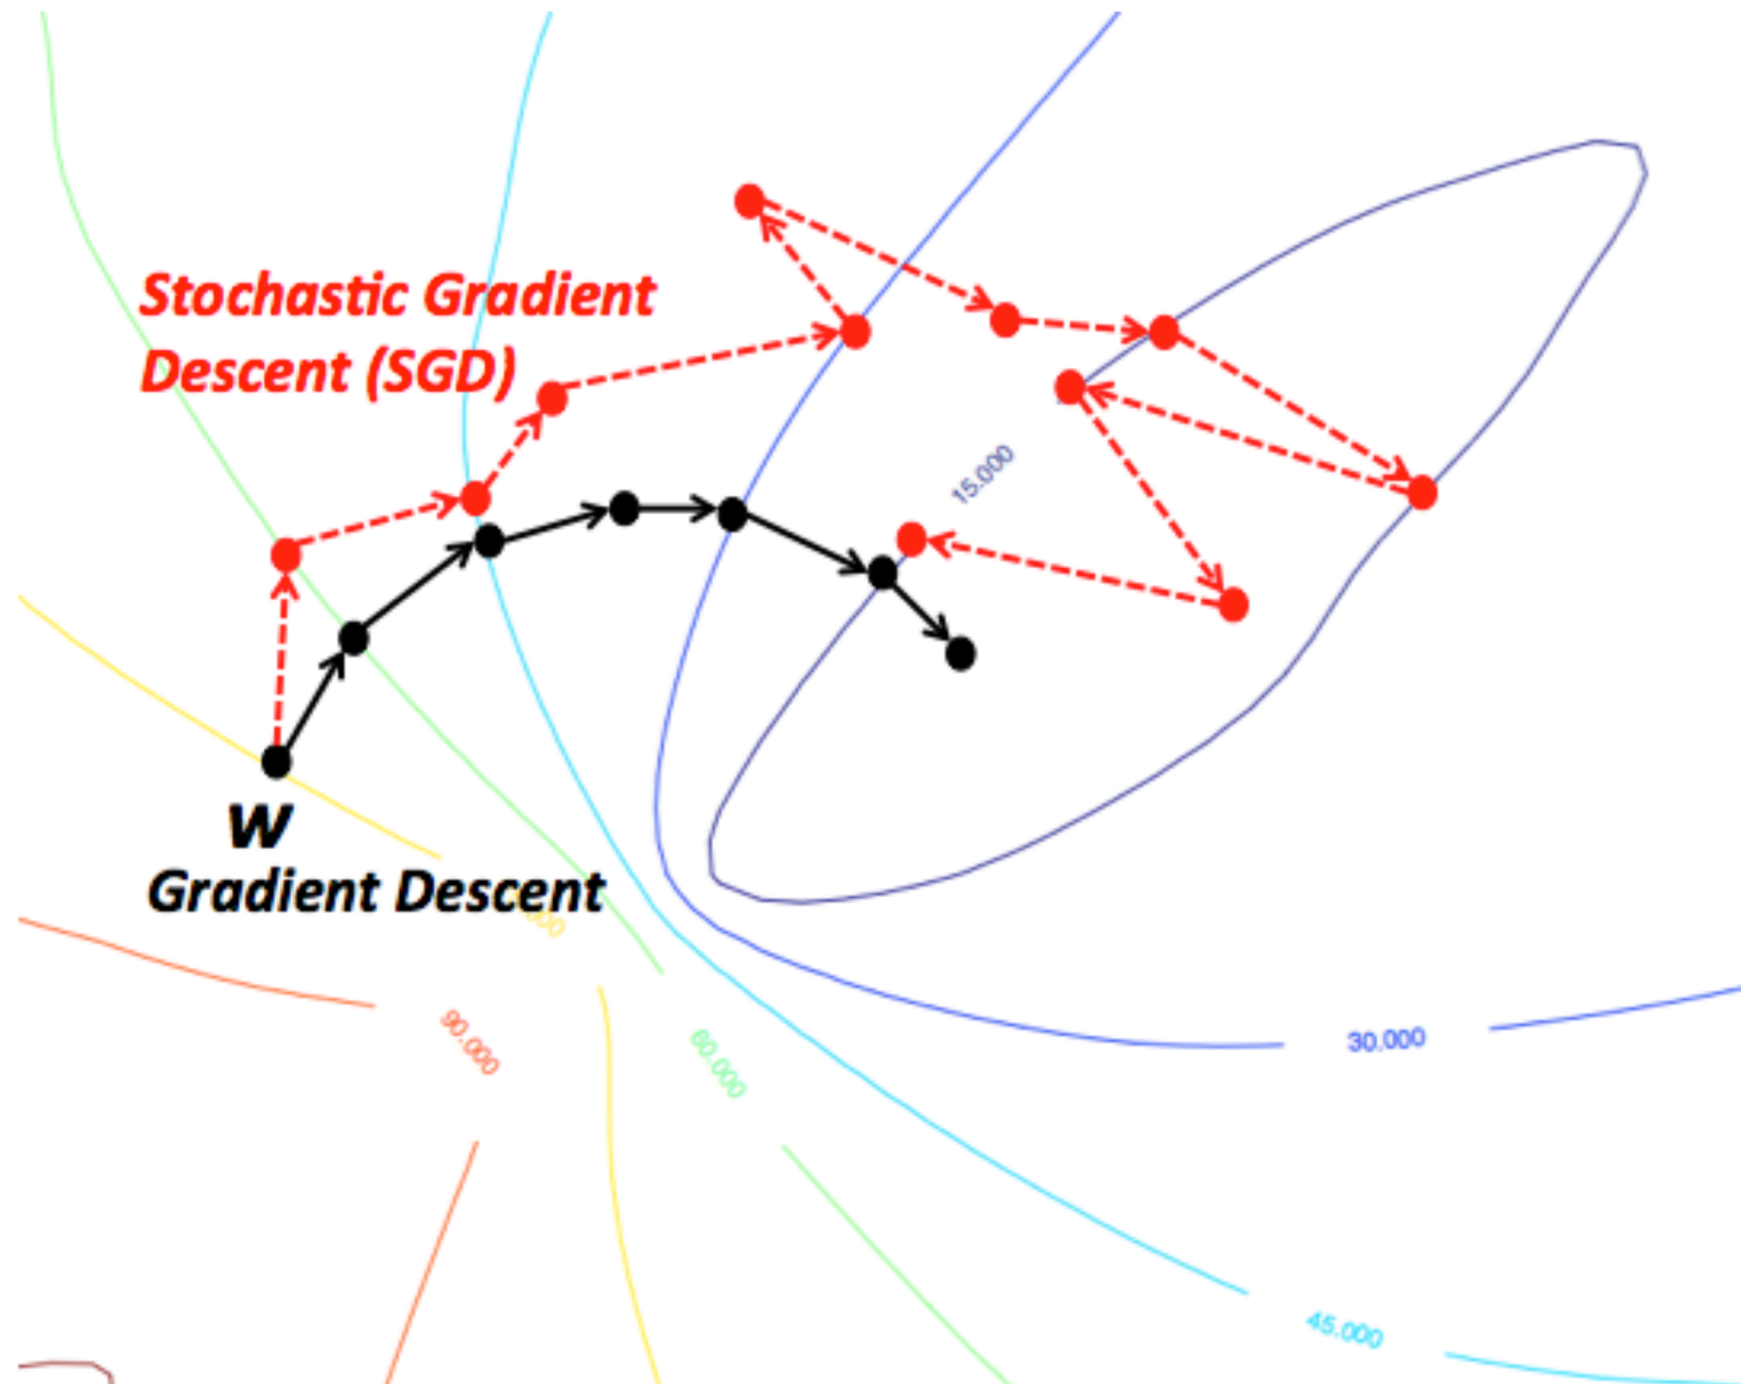 Stochastic Gradient
Descent (SGD)
15.000
W
Gradient Descent
90.000
60.000
30.000
45.000